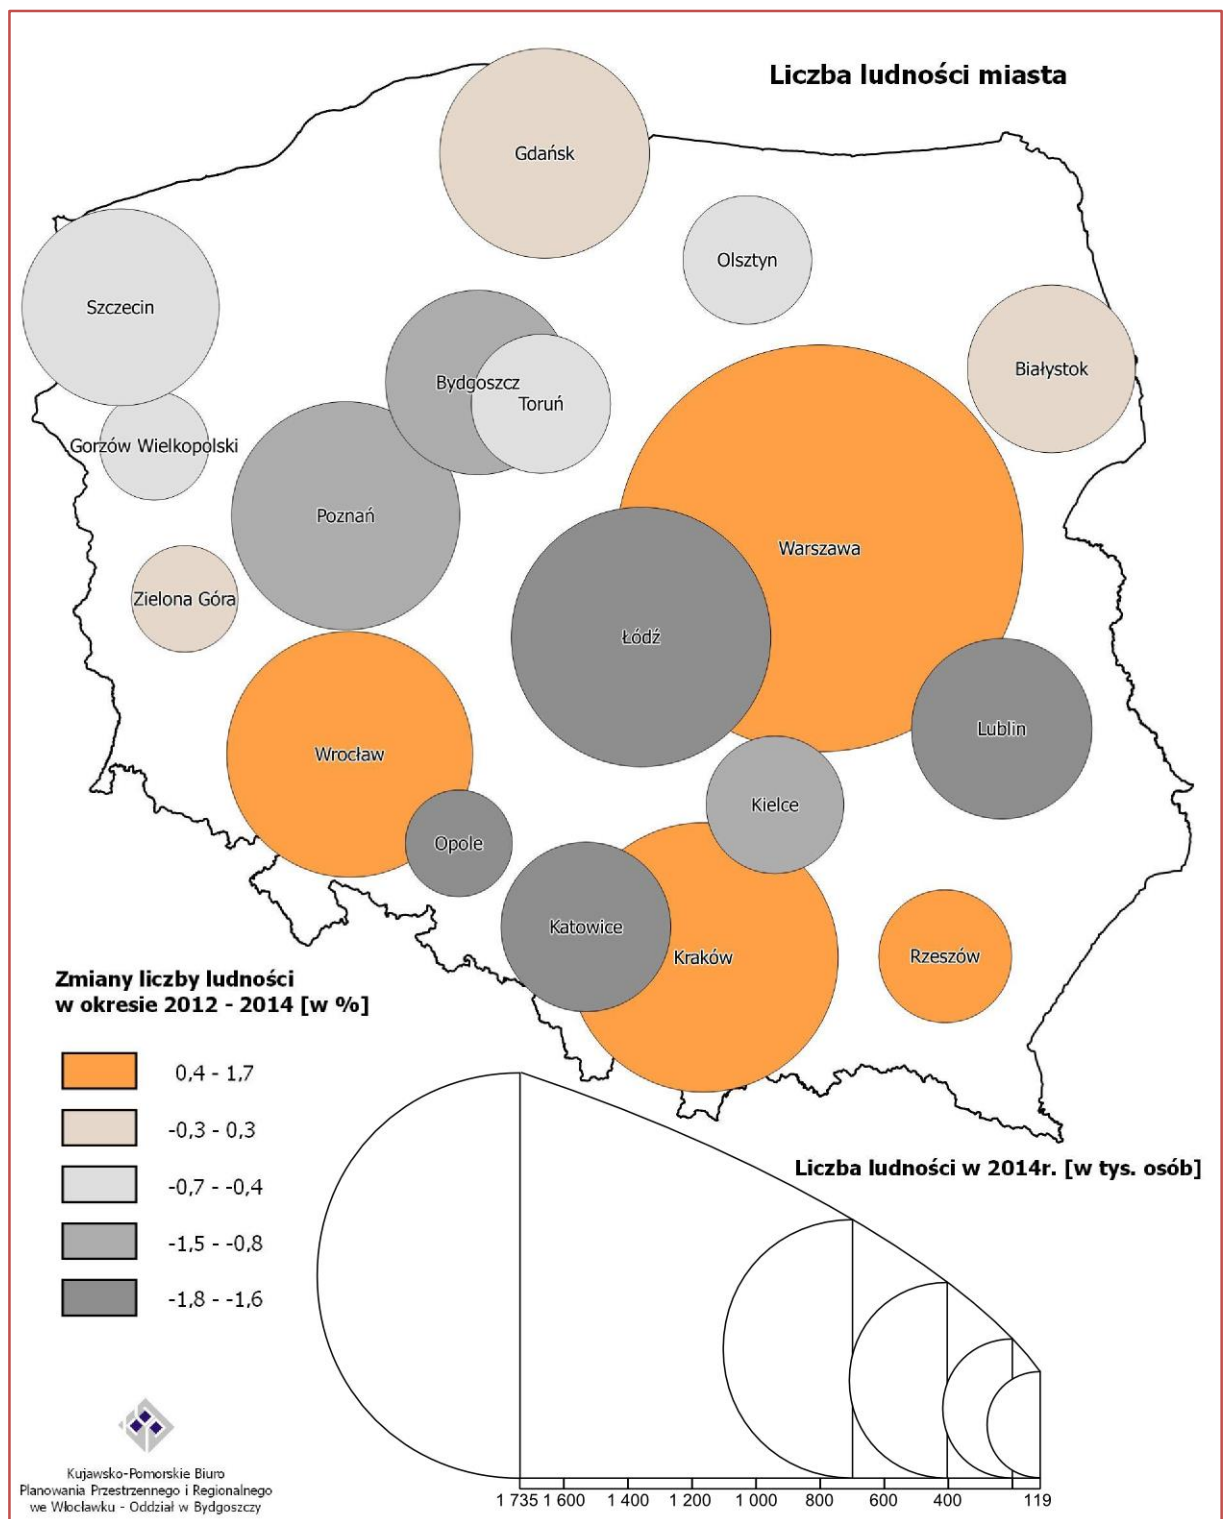 Liczba ludności miasta
Gdańsk
Olsztyn
Szczecin
Białystok
Bydgoszcz
Toruń
Gorzów Wielkopolski
Poznań
Warszawa
Zielona Góra
Łódź
Lublin
Wrocław
Kielce
Opole
Katowice
Kraków
Rzeszów
Zmiany liczby ludności
w okresie 2012 - 2014 [w %]
0,4 - 1,7
-0,3 - 0,3
-0,7 - -0,4
-1,5 - -0,8
-1,8 - -1,6
Liczba ludności w 2014r. [w tys. osób]
1 735 1 600 1 400 1 200 1 000 800 600 400 119
Kujawsko-Pomorskie Biuro
Planowania Przestrzennego i Regionalnego
we Włocławku - Oddział w Bydgoszczy